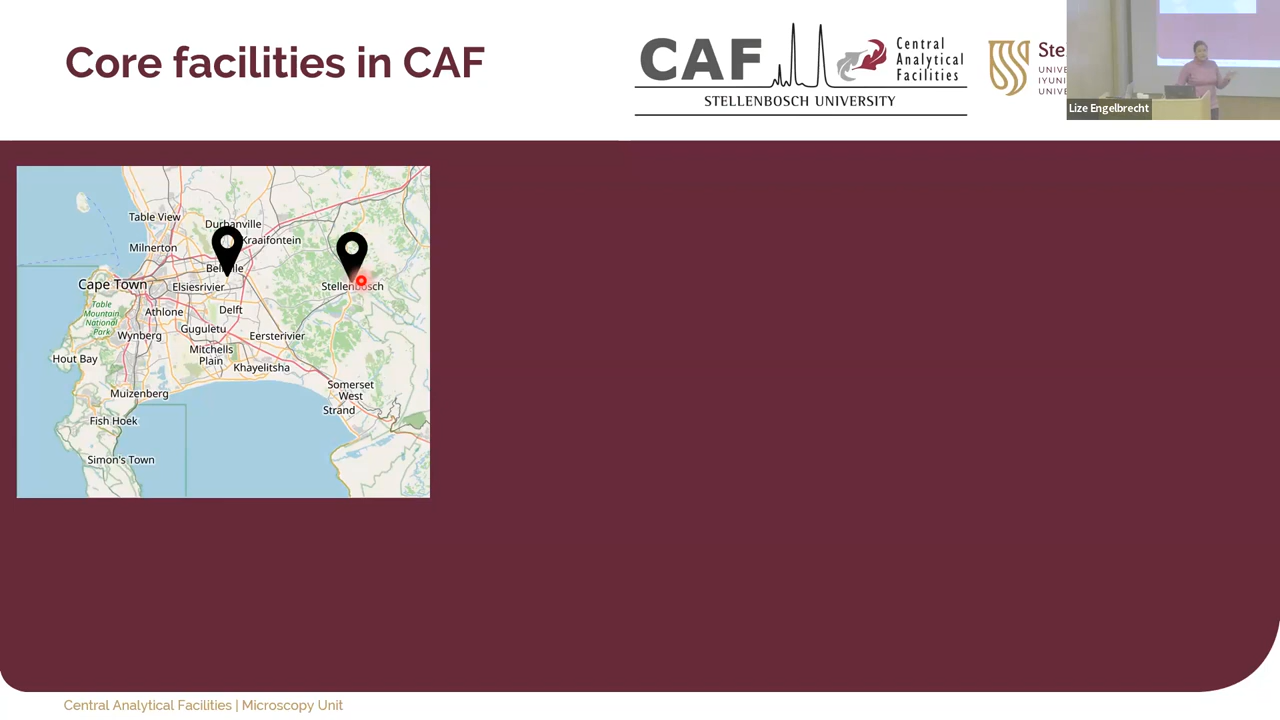 Core facilities in CAF
CAF
Central
Analytical
Facilities
STELLENBOSCH UNIVERSITY
Lize Engelbrecht
Table View
Durbanville
Milnerton
Kraaifontein
Cape Town
Elsiesrivier
Stellenbosch
Table
Mountain
National
Park
Athlone
Delft
Wynberg
Guguletu
Eersterivier
Hout Bay
Mitchells
Plain
Khayelitsha
Muizenberg
Somerset
West
Strand
Fish Hoek
Simon's Town
Central Analytical Facilities | Microscopy Unit